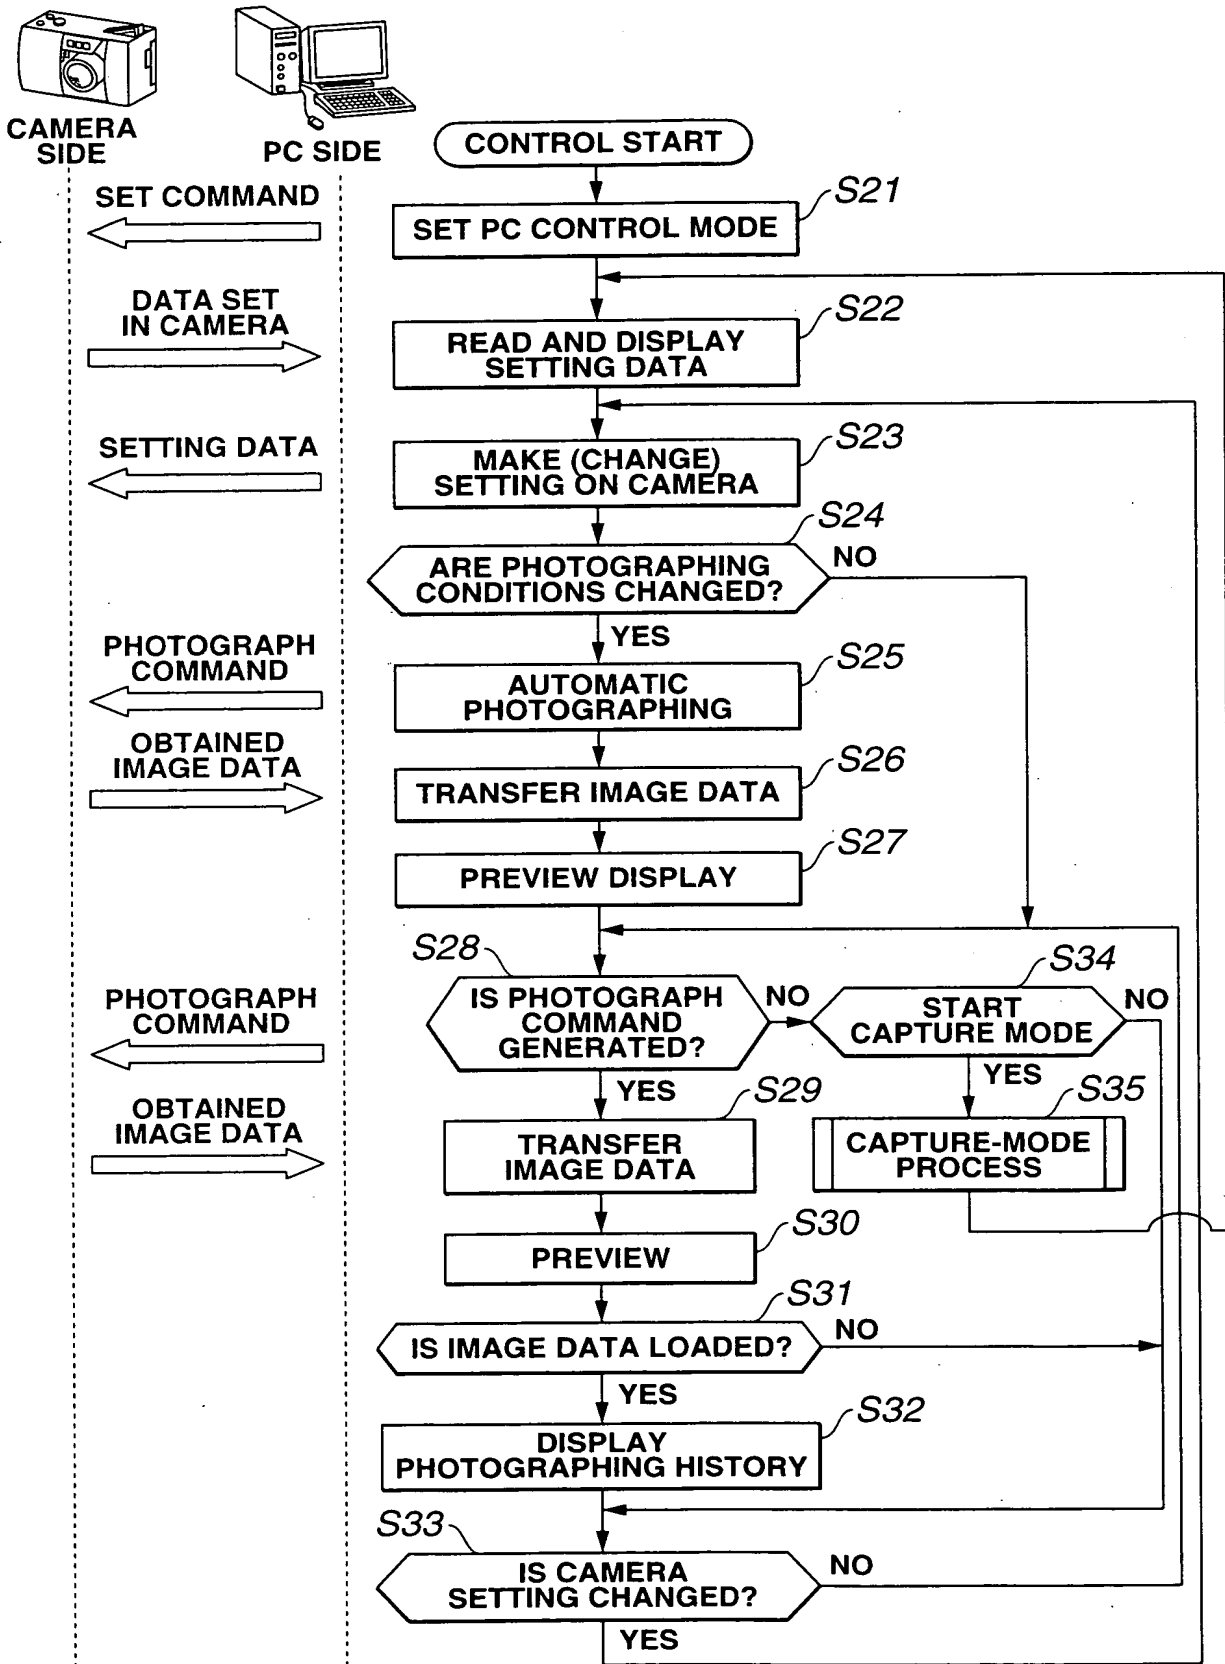 CAMERA
SIDE
PC SIDE
CONTROL START
SET COMMAND
S21
SET PC CONTROL MODE
DATA SET
IN CAMERA
S22
READ AND DISPLAY
SETTING DATA
SETTING DATA
S23
MAKE (CHANGE)
SETTING ON CAMERA
S24
ARE PHOTOGRAPHING
CONDITIONS CHANGED?
NO
YES
PHOTOGRAPH
COMMAND
S25
AUTOMATIC
PHOTOGRAPHING
OBTAINED
IMAGE DATA
S26
TRANSFER IMAGE DATA
S27
PREVIEW DISPLAY
S28
IS PHOTOGRAPH
COMMAND
GENERATED?
NO
S34
START
CAPTURE MODE
NO
PHOTOGRAPH
COMMAND
YES
YES
S35
CAPTURE-MODE
PROCESS
OBTAINED
IMAGE DATA
S29
TRANSFER
IMAGE DATA
S30
PREVIEW
S31
IS IMAGE DATA LOADED?
NO
YES
S32
DISPLAY
PHOTOGRAPHING HISTORY
S33
IS CAMERA
SETTING CHANGED?
NO
YES